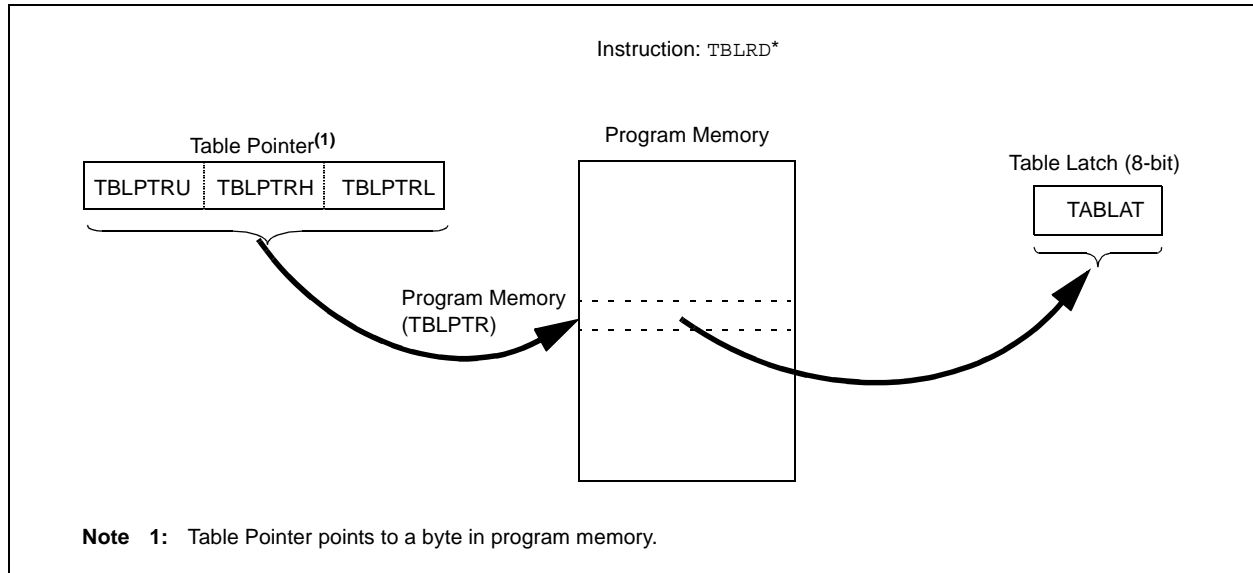 Instruction: TBLRD*
Table Pointer(1)
TBLPTRU TBLPTRH TBLPTRL
Program Memory
(TBLPTR)
Program Memory
Table Latch (8-bit)
TABLAT
Note 1: Table Pointer points to a byte in program memory.